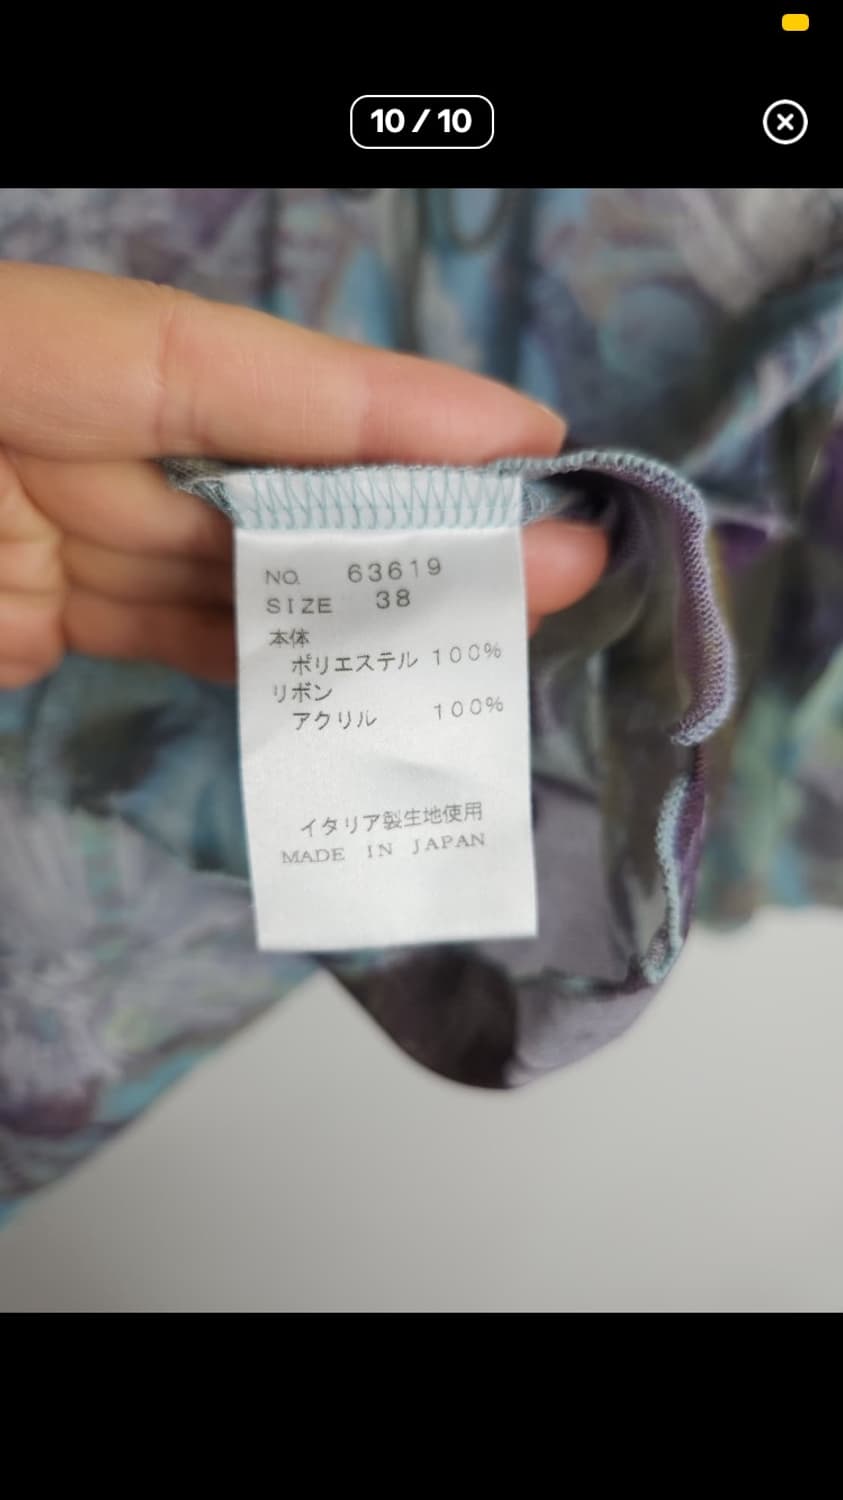 10 / 10
NO. 63619
SIZE 38
本体
ポリエステル 100%
リボン
アクリル 100%
イタリア製生地使用
MADE IN JAPAN